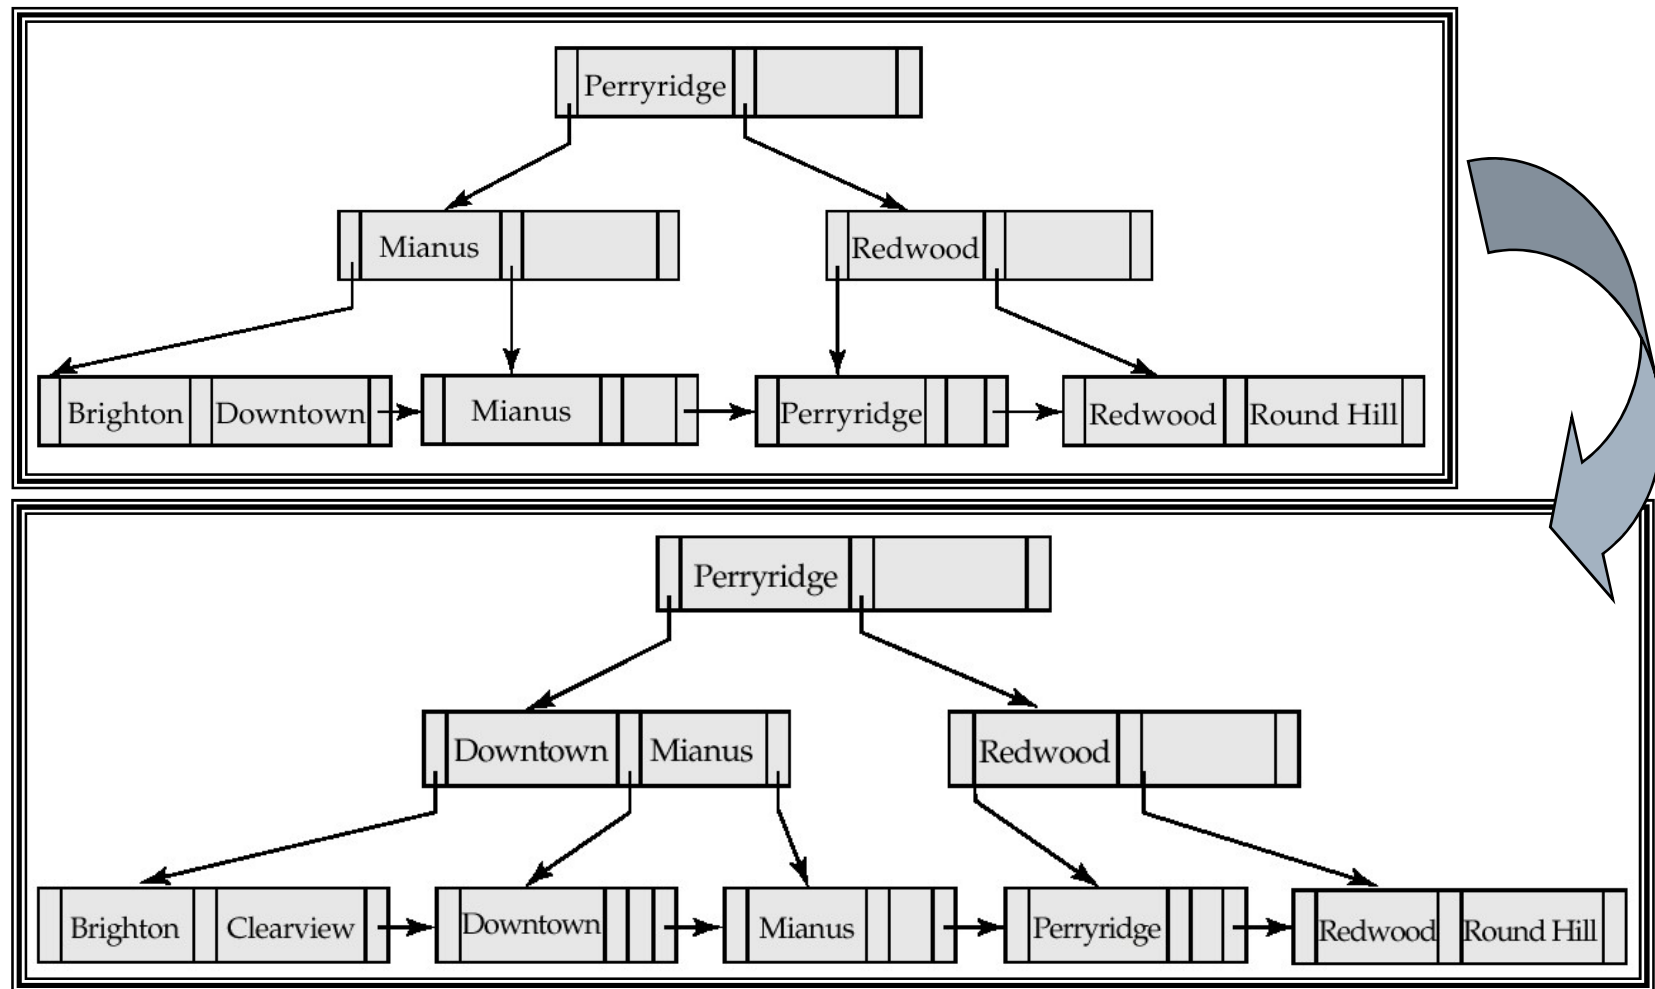 Perryridge
Mianus Redwood
Brighton Downtown Mianus Perryridge Redwood Round Hill
Perryridge
Downtown Mianus Redwood
Brighton Clearview Downtown Mianus Perryridge Redwood Round Hill